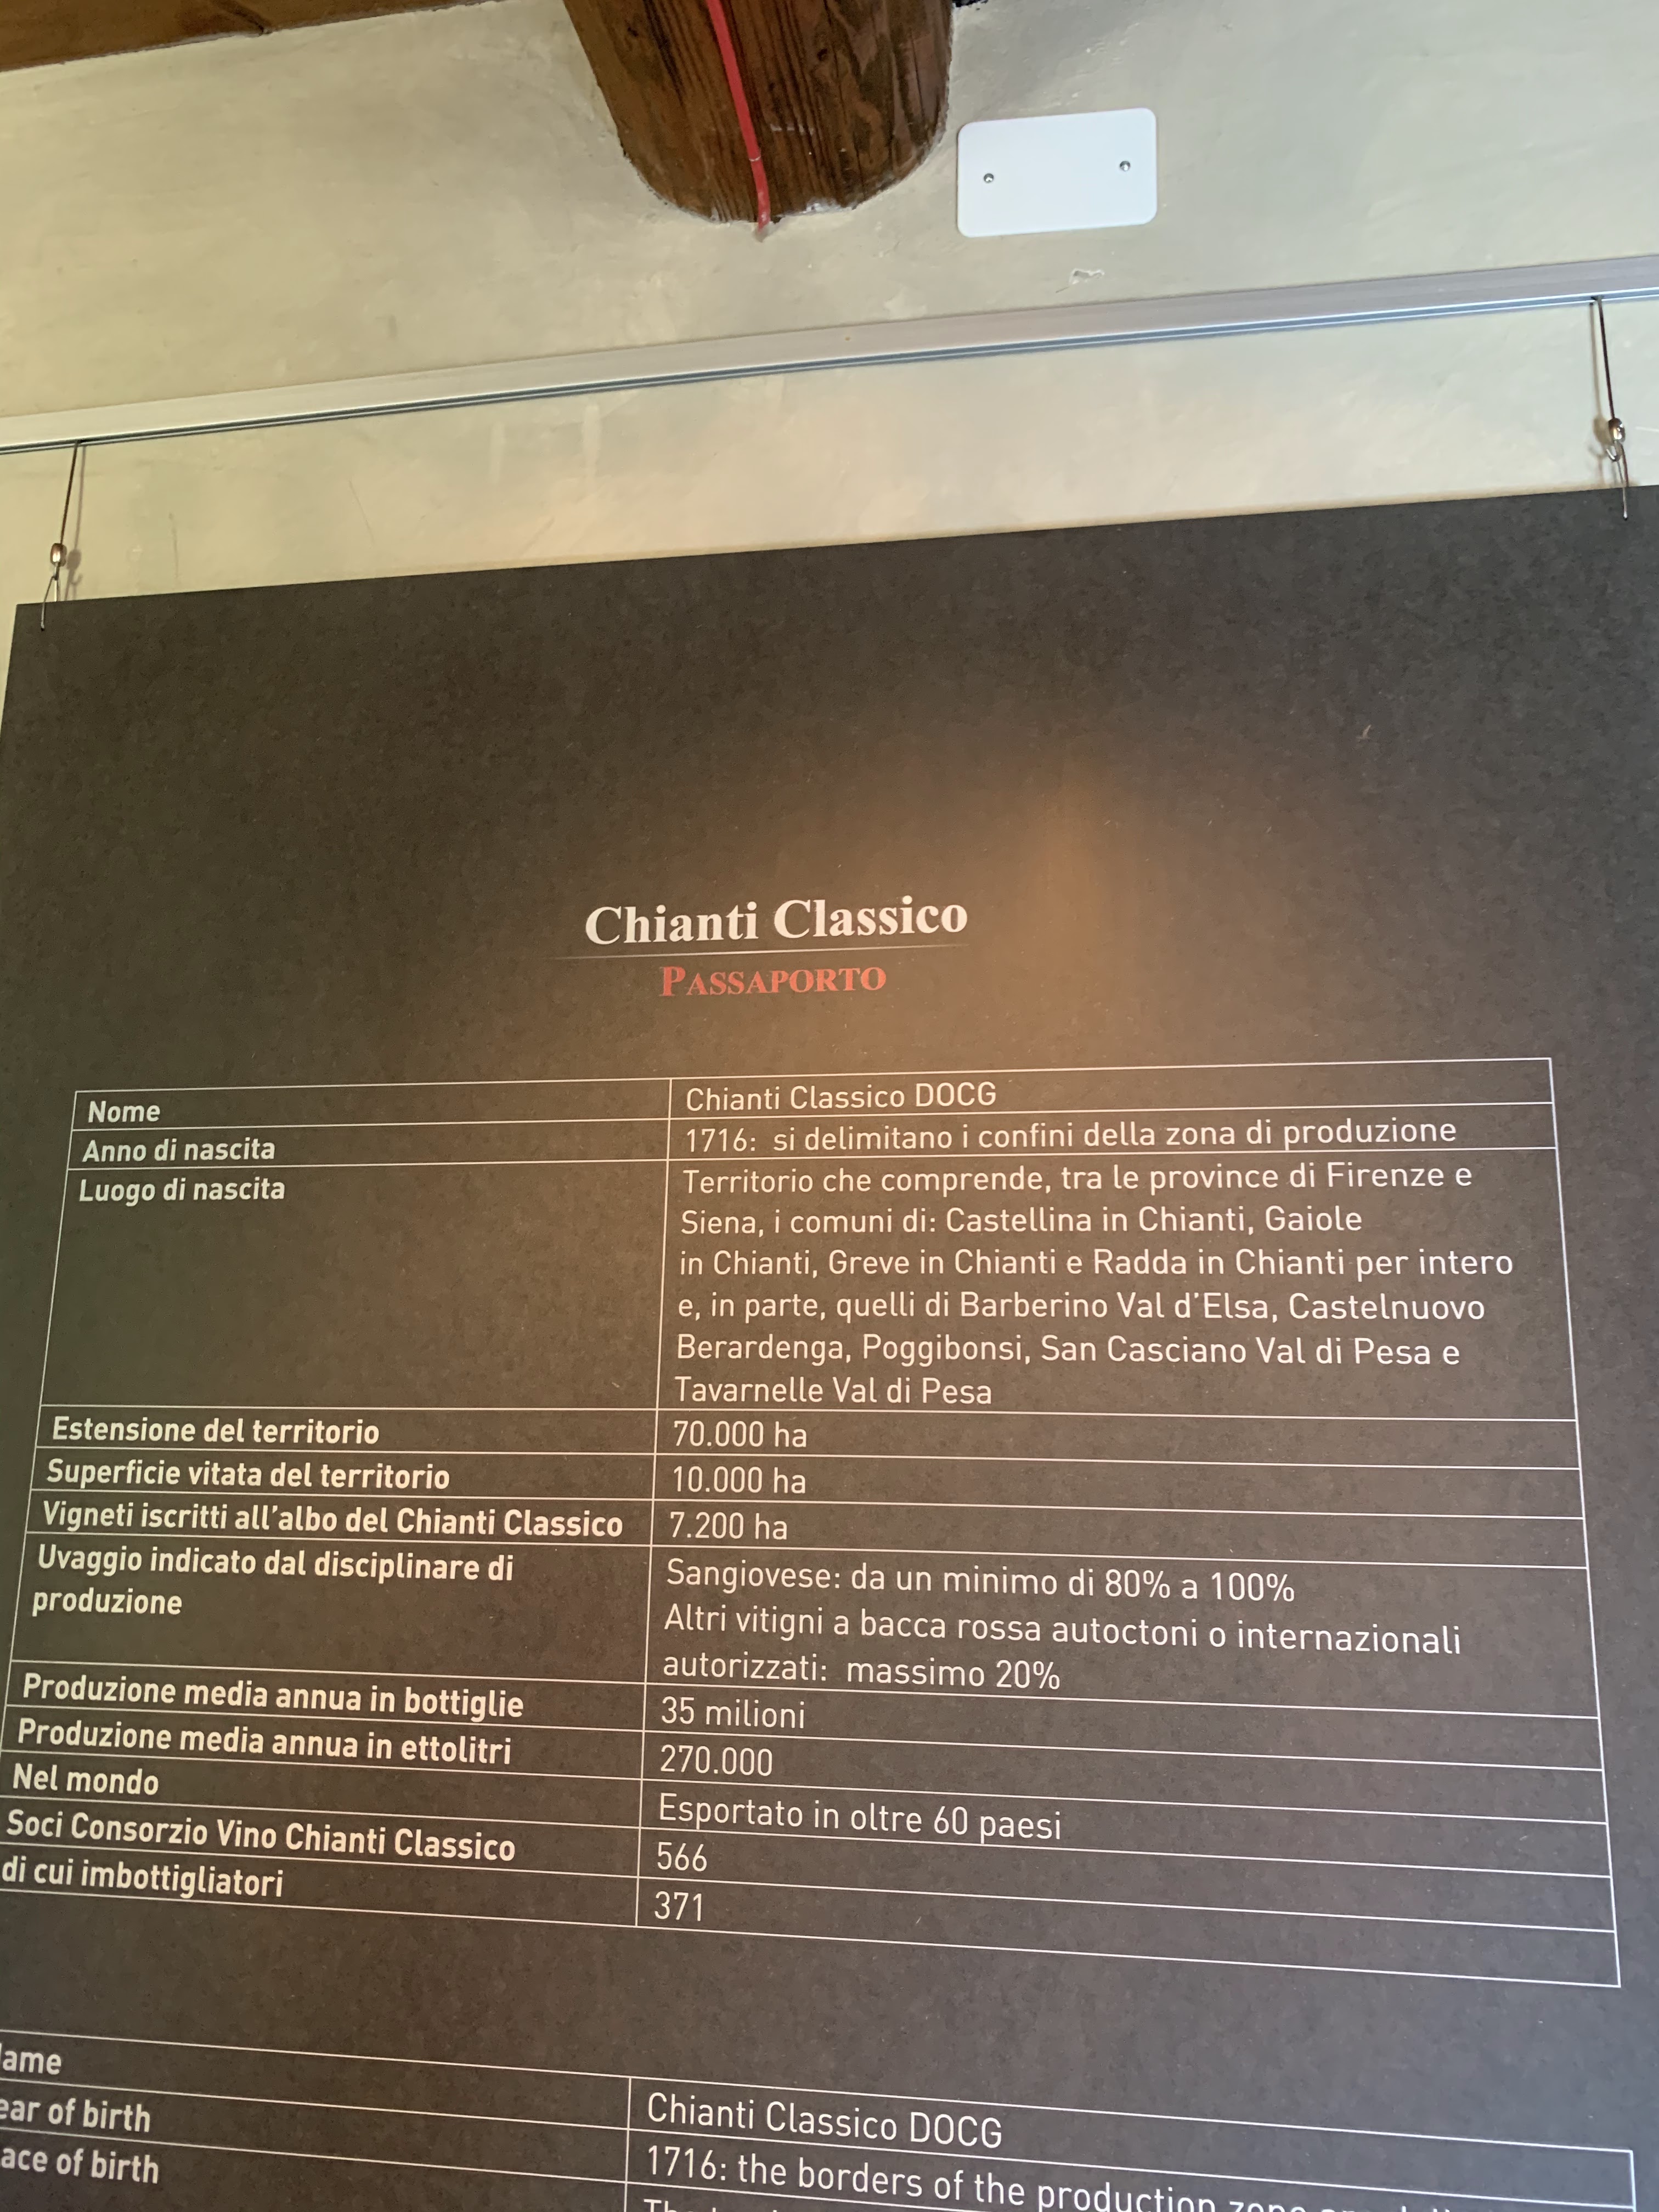 Chianti Classico
PASSAPORTO
Nome
Chianti Classico DOCG
Anno di nascita
1716: si delimitano i confini della zona di produzione
Luogo di nascita
Territorio che comprende, tra le province di Firenze e
Siena, i comuni di: Castellina in Chianti, Gaiole
in Chianti, Greve in Chianti e Radda in Chianti per intero
e, in parte, quelli di Barberino Val d'Elsa, Castelnuovo
Berardenga, Poggibonsi, San Casciano Val di Pesa e
Tavarnelle Val di Pesa
Estensione del territorio
70.000 ha
Superficie vitata del territorio
10.000 ha
Vigneti iscritti all'albo del Chianti Classico
7.200 ha
Uvaggio indicato dal disciplinare di
produzione
Sangiovese: da un minimo di 80% a 100%
Altri vitigni a bacca rossa autoctoni o internazionali
autorizzati: massimo 20%
Produzione media annua in bottiglie
35 milioni
Produzione media annua in ettolitri
270.000
Nel mondo
Esportato in oltre 60 paesi
Soci Consorzio Vino Chianti Classico
566
di cui imbottigliatori
371
ame
Chianti Classico DOCG
ear of birth
1716: the borders of the production
ace of birth